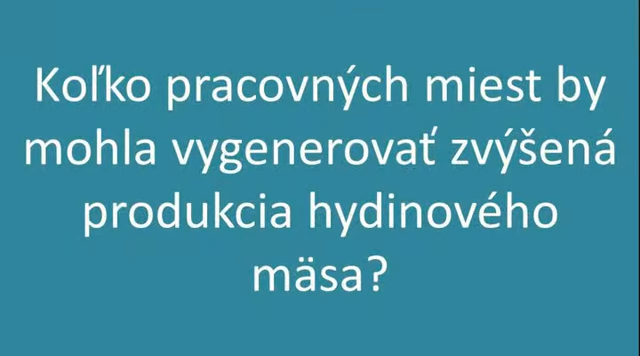 Koľko pracovných miest by
mohla vygenerovať zvýšená
produkcia hydinového
mäsa?